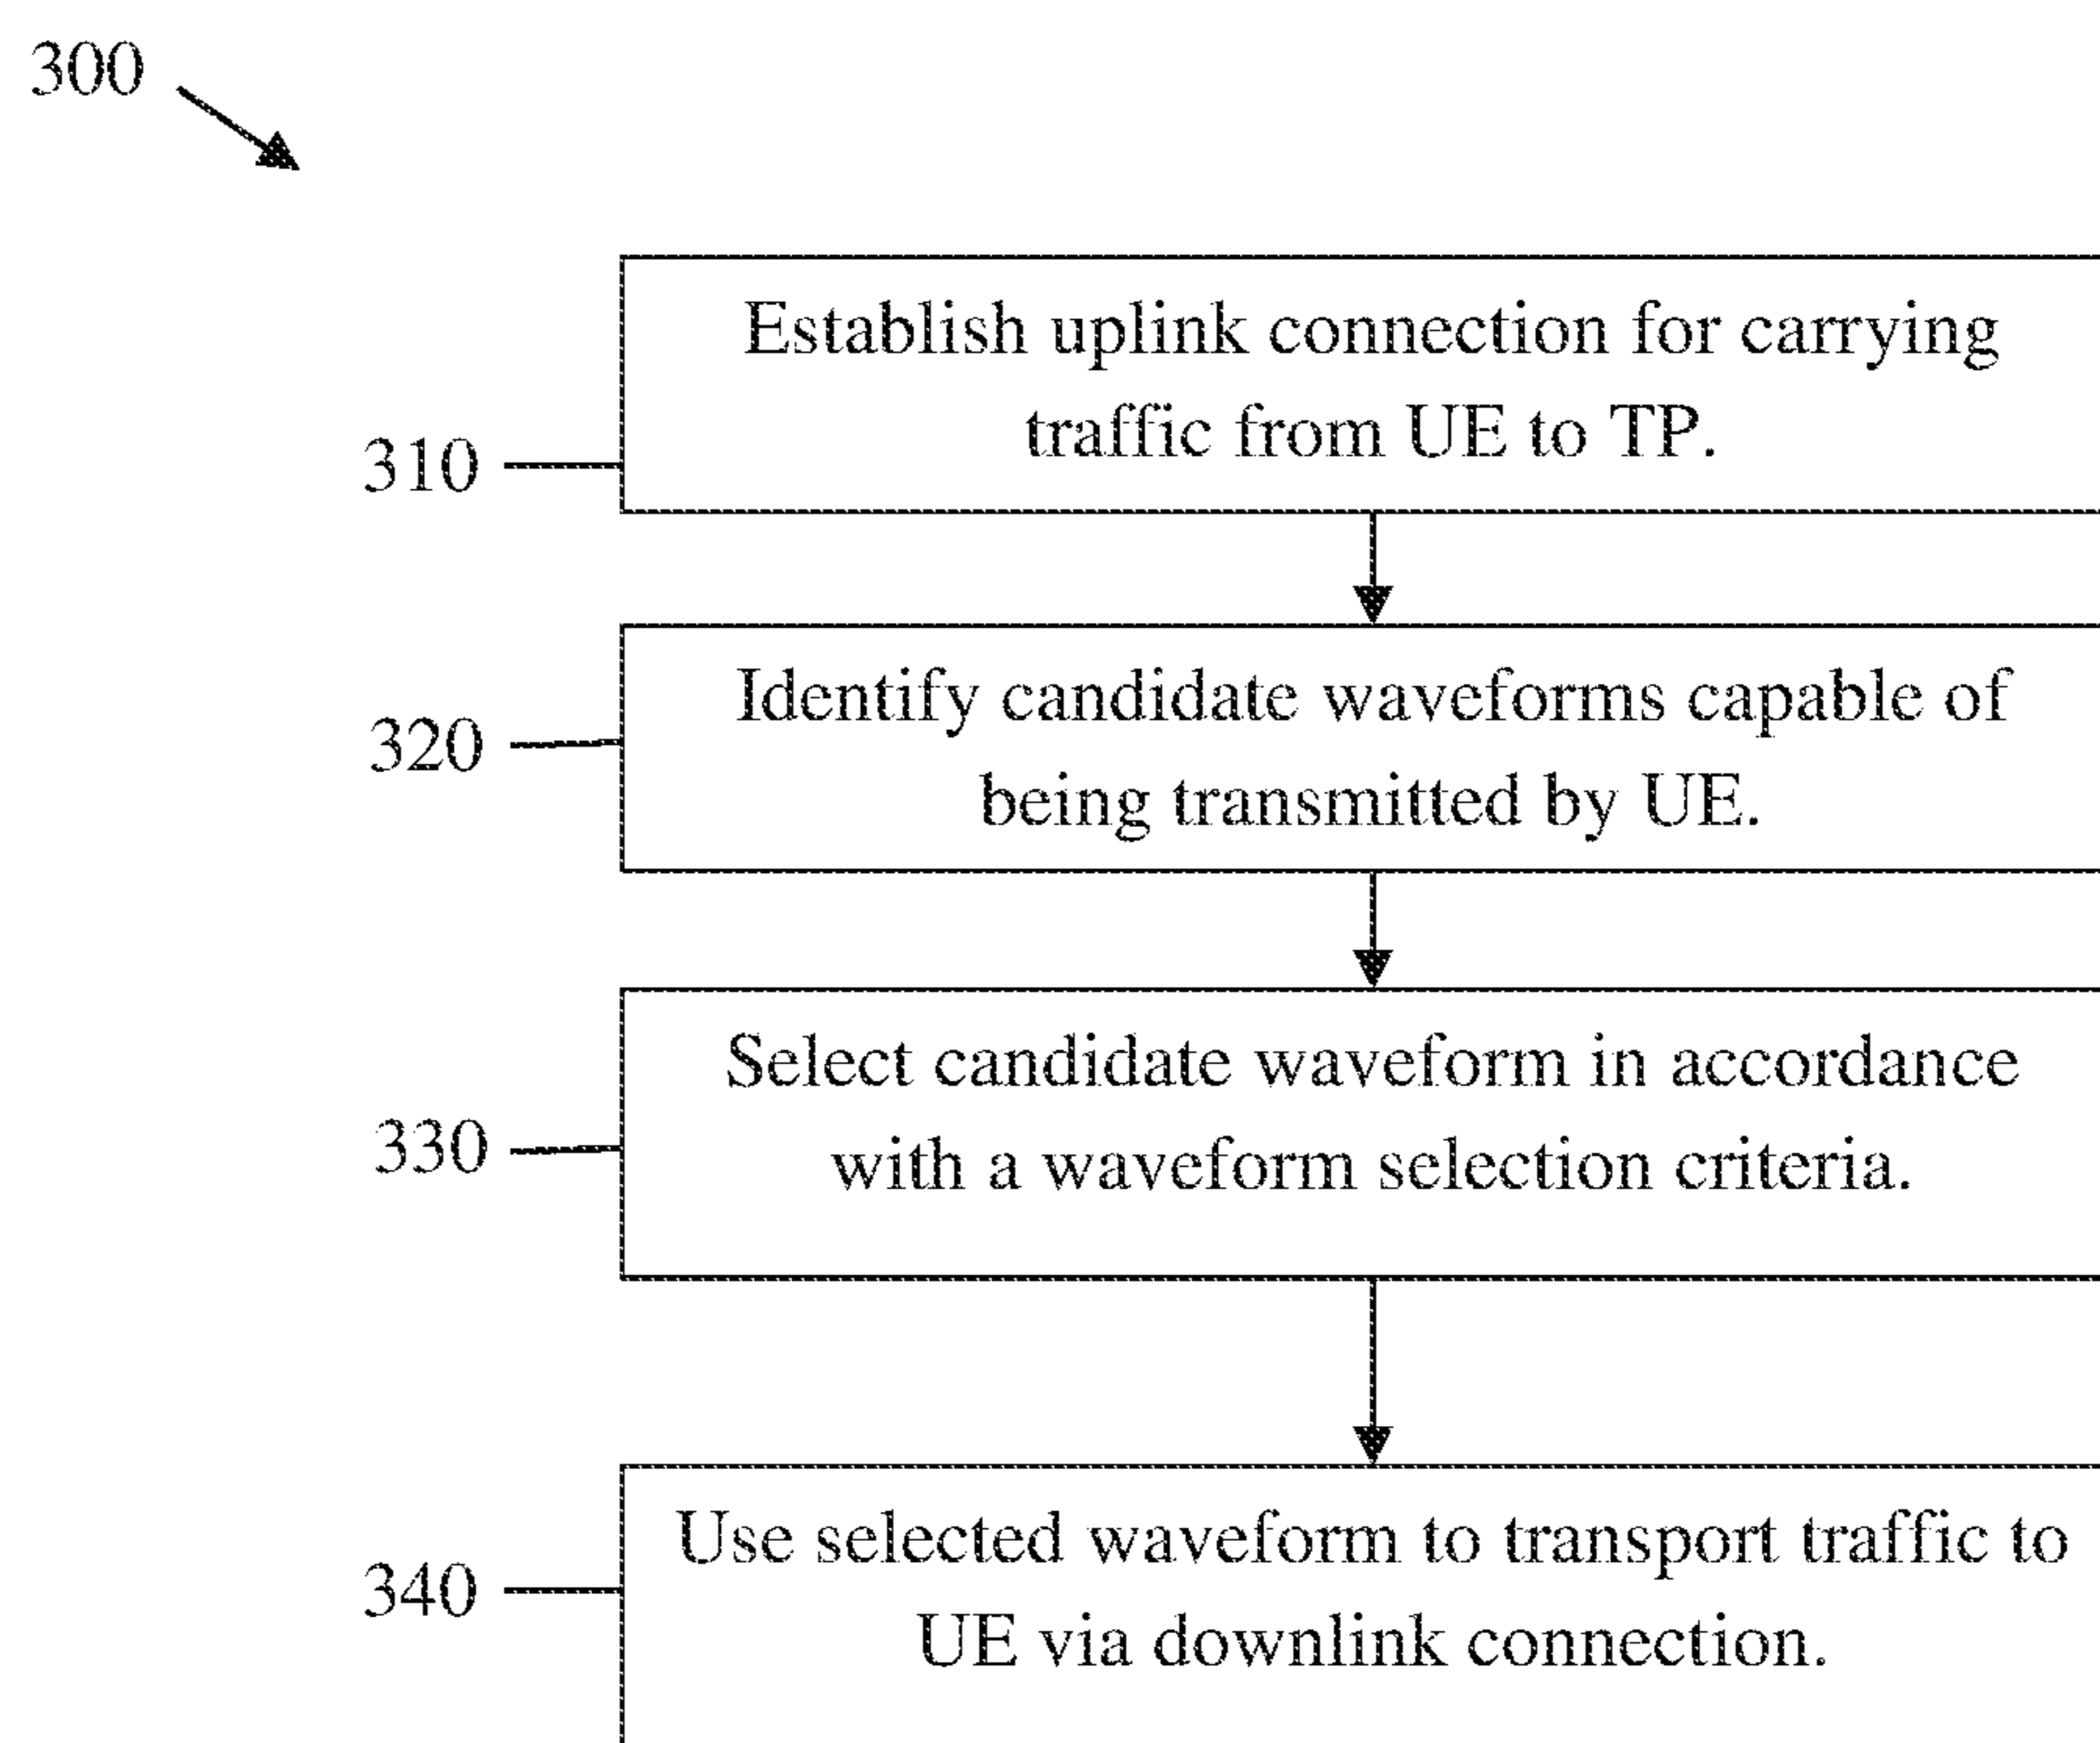 300
Establish uplink connection for carrying
traffic from UE to TP.
310
Identify candidate waveforms capable of
being transmitted by UE.
320
Select candidate waveform in accordance
with a waveform selection criteria.
330
Use selected waveform to transport traffic to
UE via downlink connection.
340